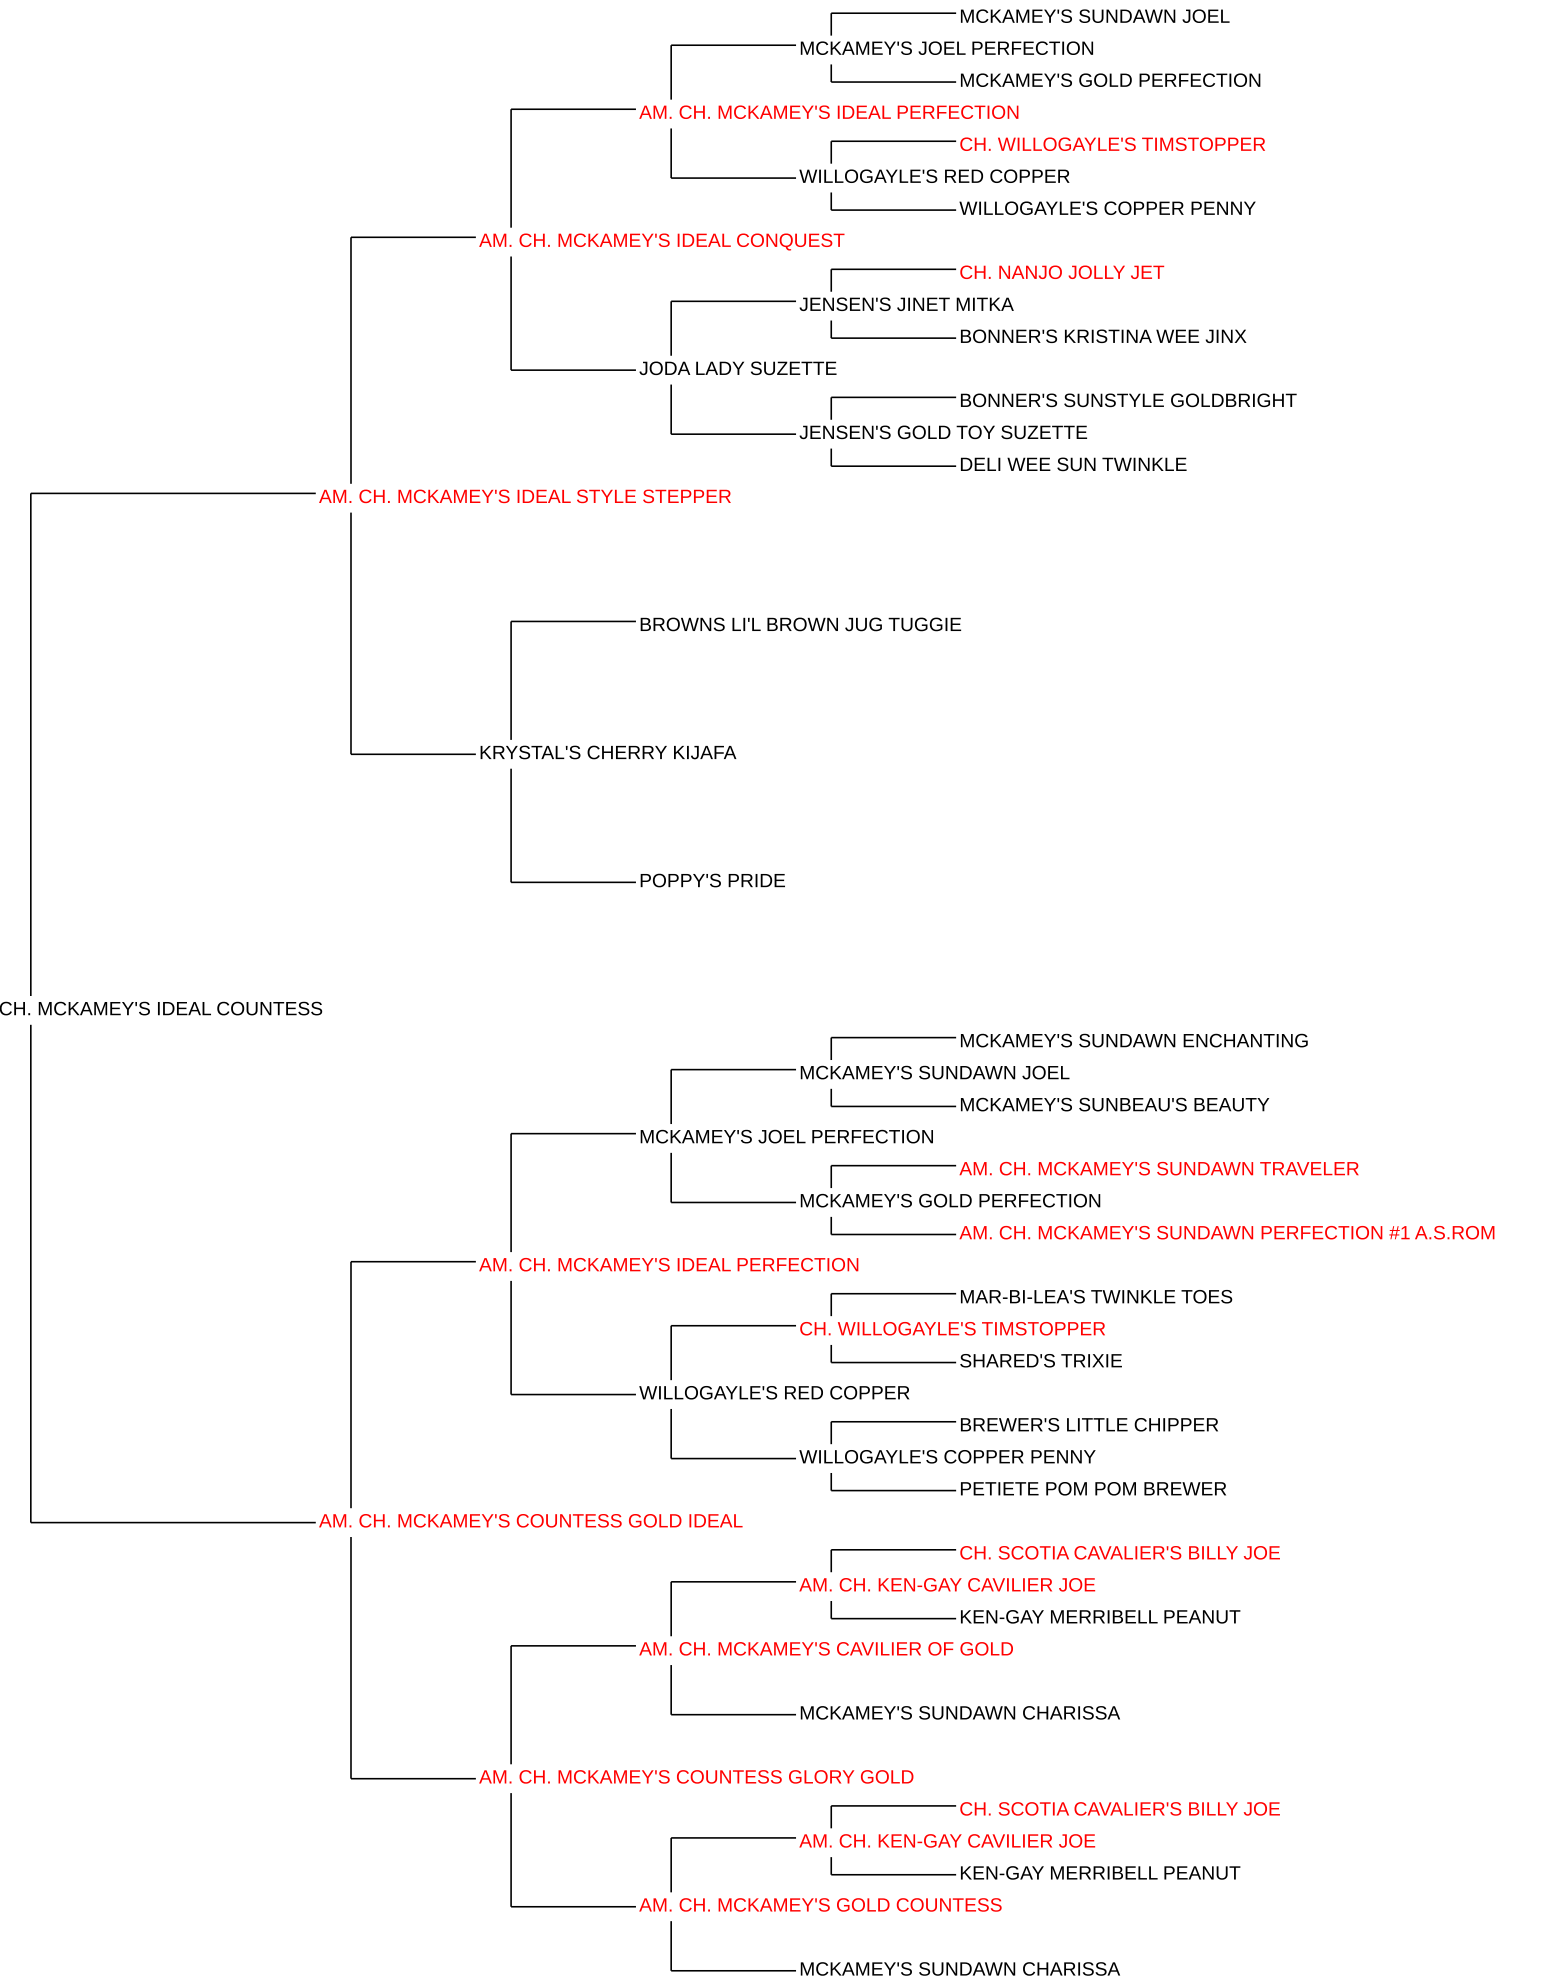 MCKAMEY'S SUNDAWN JOEL
MCKAMEY'S JOEL PERFECTION
MCKAMEY'S GOLD PERFECTION
AM. CH. MCKAMEY'S IDEAL PERFECTION
CH. WILLOGAYLE'S TIMSTOPPER
WILLOGAYLE'S RED COPPER
WILLOGAYLE'S COPPER PENNY
AM. CH. MCKAMEY'S IDEAL CONQUEST
CH. NANJO JOLLY JET
JENSEN'S JINET MITKA
BONNER'S KRISTINA WEE JINX
JODA LADY SUZETTE
BONNER'S SUNSTYLE GOLDBRIGHT
JENSEN'S GOLD TOY SUZETTE
DELI WEE SUN TWINKLE
AM. CH. MCKAMEY'S IDEAL STYLE STEPPER
BROWNS LI'L BROWN JUG TUGGIE
KRYSTAL'S CHERRY KIJAFA
POPPY'S PRIDE
CH. MCKAMEY'S IDEAL COUNTESS
MCKAMEY'S SUNDAWN ENCHANTING
MCKAMEY'S SUNDAWN JOEL
MCKAMEY'S SUNBEAU'S BEAUTY
MCKAMEY'S JOEL PERFECTION
AM. CH. MCKAMEY'S SUNDAWN TRAVELER
MCKAMEY'S GOLD PERFECTION
AM. CH. MCKAMEY'S SUNDAWN PERFECTION #1 A.S.ROM
AM. CH. MCKAMEY'S IDEAL PERFECTION
MAR-BI-LEA'S TWINKLE TOES
CH. WILLOGAYLE'S TIMSTOPPER
SHARED'S TRIXIE
WILLOGAYLE'S RED COPPER
BREWER'S LITTLE CHIPPER
WILLOGAYLE'S COPPER PENNY
PETIETE POM POM BREWER
AM. CH. MCKAMEY'S COUNTESS GOLD IDEAL
CH. SCOTIA CAVALIER'S BILLY JOE
AM. CH. KEN-GAY CAVILIER JOE
KEN-GAY MERRIBELL PEANUT
AM. CH. MCKAMEY'S CAVILIER OF GOLD
MCKAMEY'S SUNDAWN CHARISSA
AM. CH. MCKAMEY'S COUNTESS GLORY GOLD
CH. SCOTIA CAVALIER'S BILLY JOE
AM. CH. KEN-GAY CAVILIER JOE
KEN-GAY MERRIBELL PEANUT
AM. CH. MCKAMEY'S GOLD COUNTESS
MCKAMEY'S SUNDAWN CHARISSA